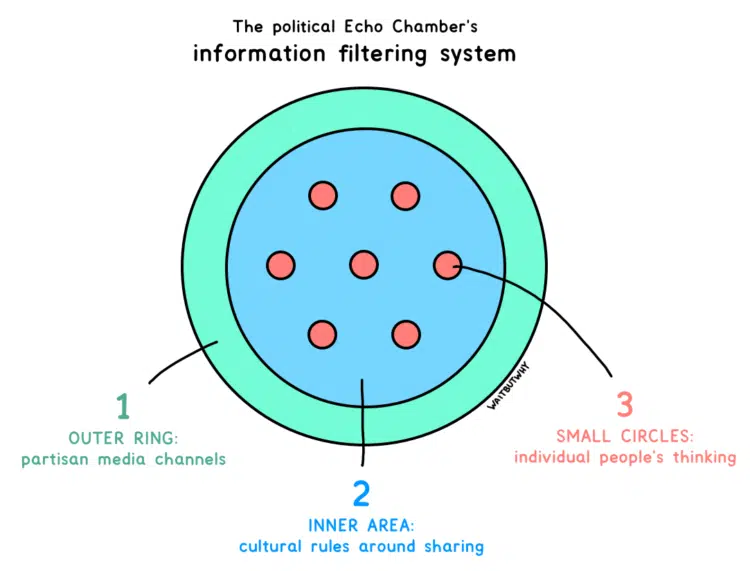 The political Echo Chamber's
information filtering system
WAITBUTWHY
1
OUTER RING:
partisan media channels
2
INNER AREA:
cultural rules around sharing
3
SMALL CIRCLES:
individual people's thinking